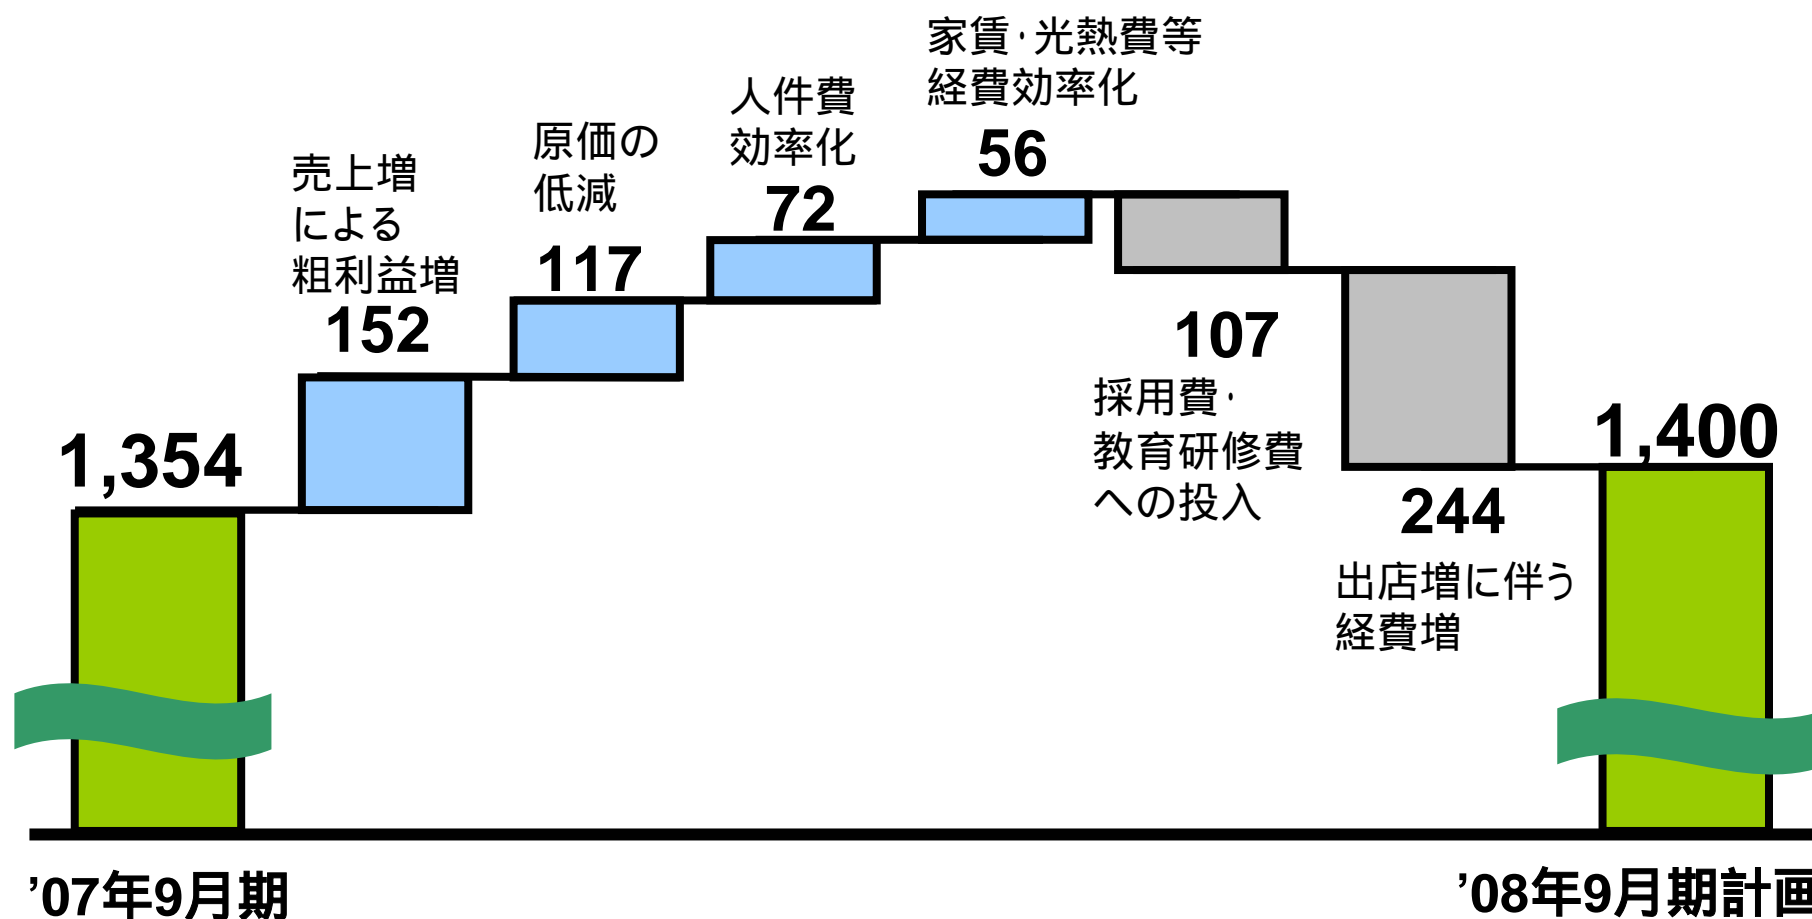 家賃・光熱費等
経費効率化
56
人件費
効率化
72
原価の
低減
117
売上増
による
粗利益増
152
1,354
107
採用費・
教育研修費
への投入
244
出店増に伴う
経費増
1,400
’07年9月期
’08年9月期計画